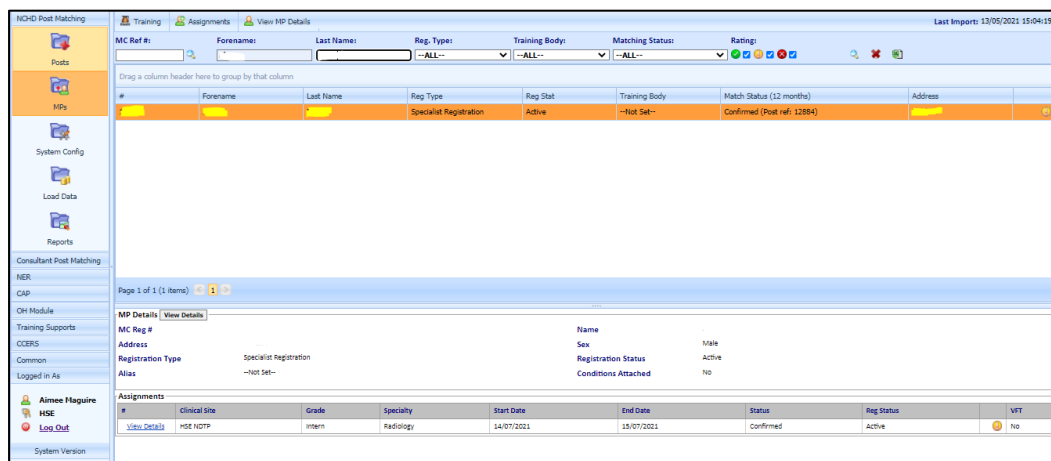 NCHD Post Matching
Training Assignments View MP Details
Last Import: 13/05/2021 15:04:19
MC Ref #: Forename: Last Name: Reg. Type: Training Body: Matching Status: Rating:
--ALL-- --ALL-- --ALL--
Posts
Drag a column header here to group by that column
# Forename Last Name Reg Type Reg Stat Training Body Match Status (12 months) Address
Specialist Registration Active --Not Set-- Confirmed (Post ref: 12884)
MPs
System Config
Load Data
Reports
Consultant Post Matching
NER
CAP
OH Module
Training Supports
CCERS
Common
Logged in As
Aimee Maguire
HSE
Log Out
System Version
Page 1 of 1 (1 items) 1
MP Details View Details
MC Reg # Name
Address Sex Male
Registration Type Specialist Registration Registration Status Active
Alias --Not Set-- Conditions Attached No
Assignments
# Clinical Site Grade Specialty Start Date End Date Status Reg Status VFT
View Details HSE NDTP Intern Radiology 14/07/2021 15/07/2021 Confirmed Active No